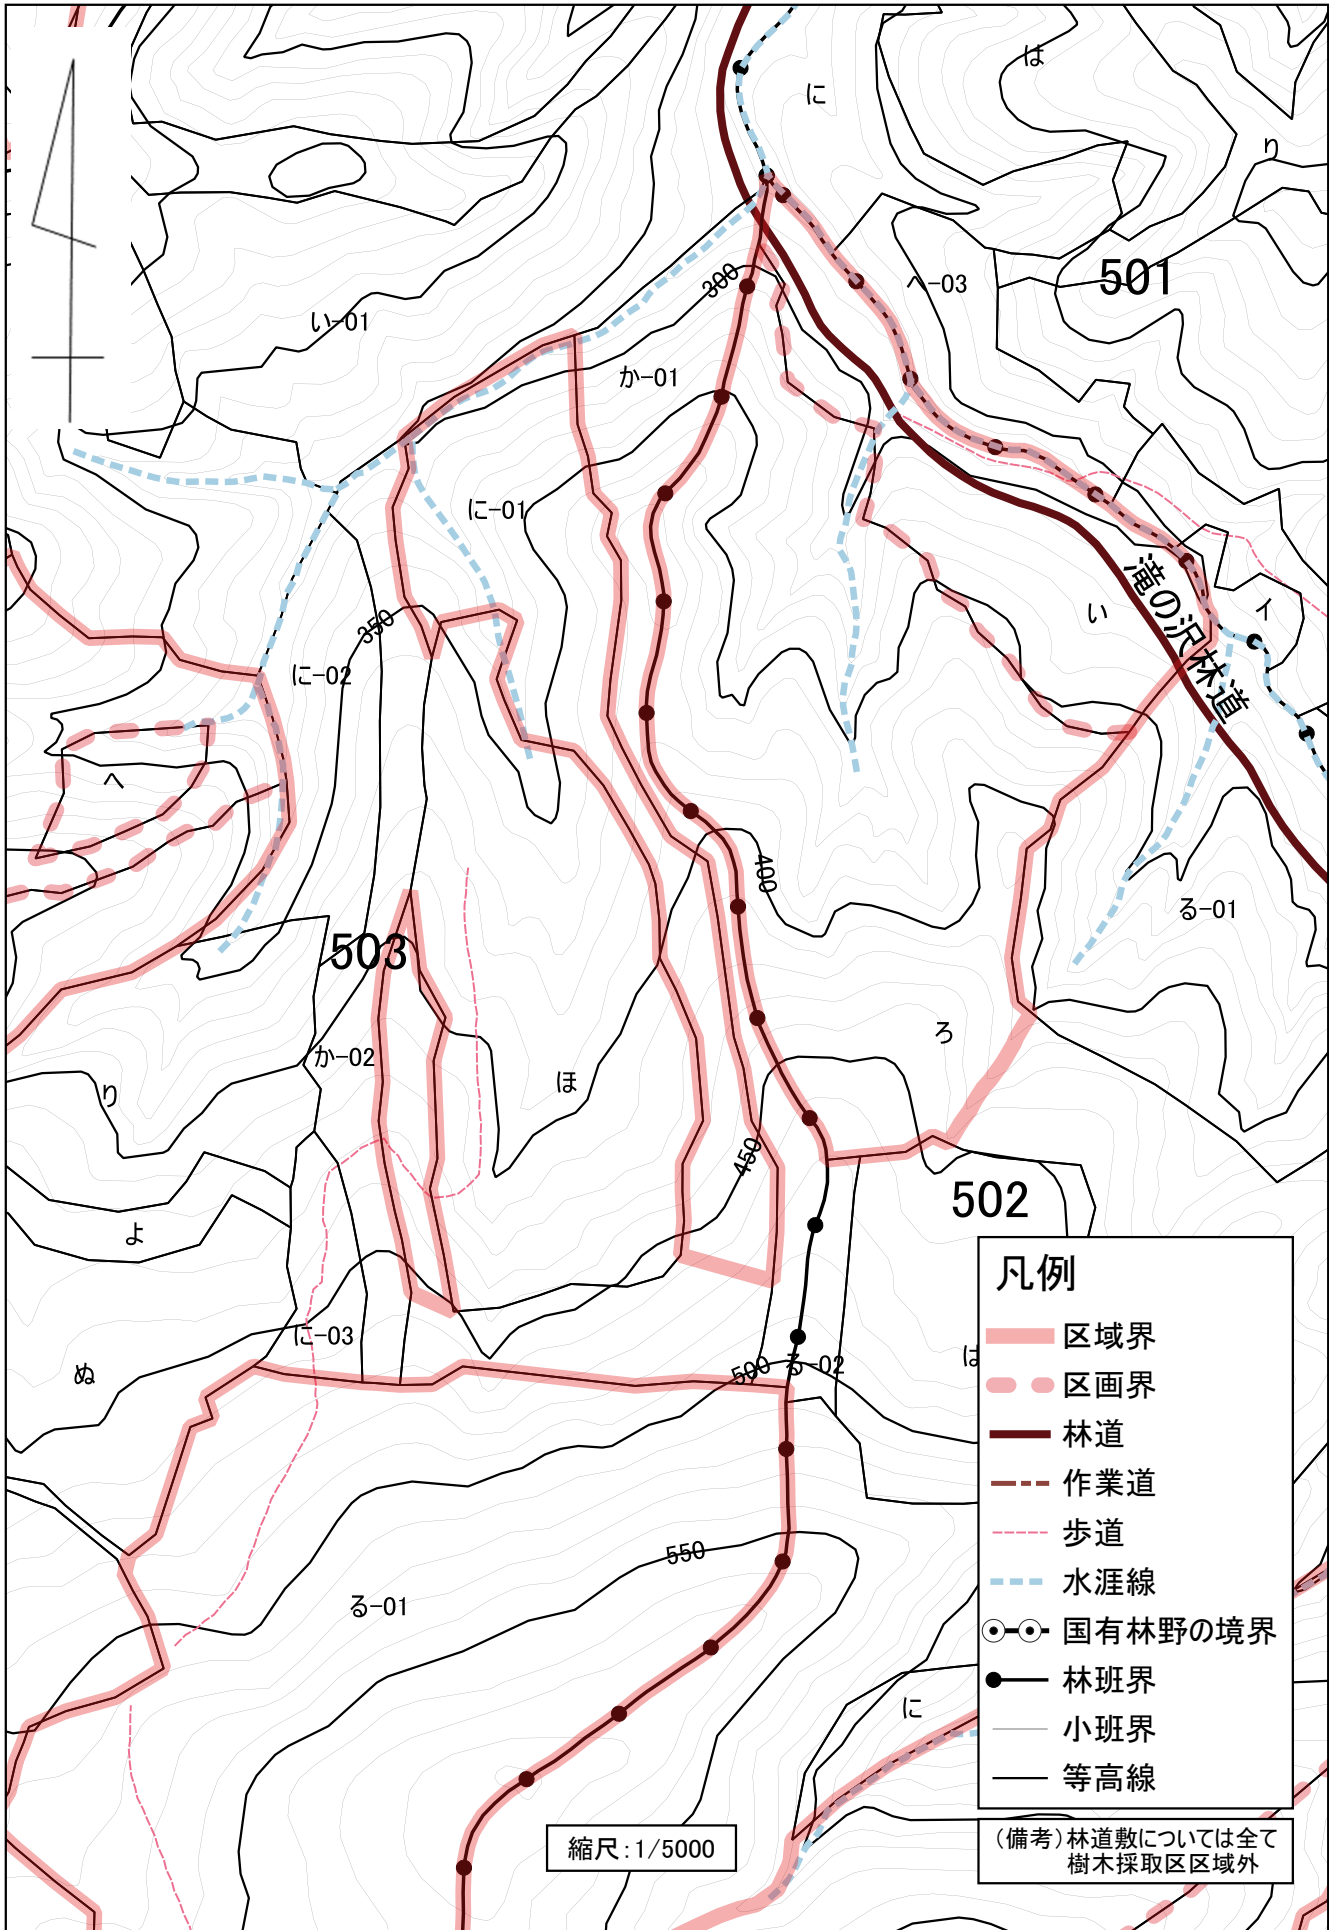 は
に
り
501
へ-03
300
い-01
か-01
に-01
滝の沢林道
イ
い
350
に-02
へ
400
る-01
503
ろ
か-02
ほ
り
450
502
よ
に-03
ぬ
500
る-02
は
550
る-01
に
凡例
区域界
区画界
林道
作業道
歩道
水涯線
国有林野の境界
林班界
小班界
等高線
縮尺:1/5000
(備考)林道敷については全て
樹木採取区区域外